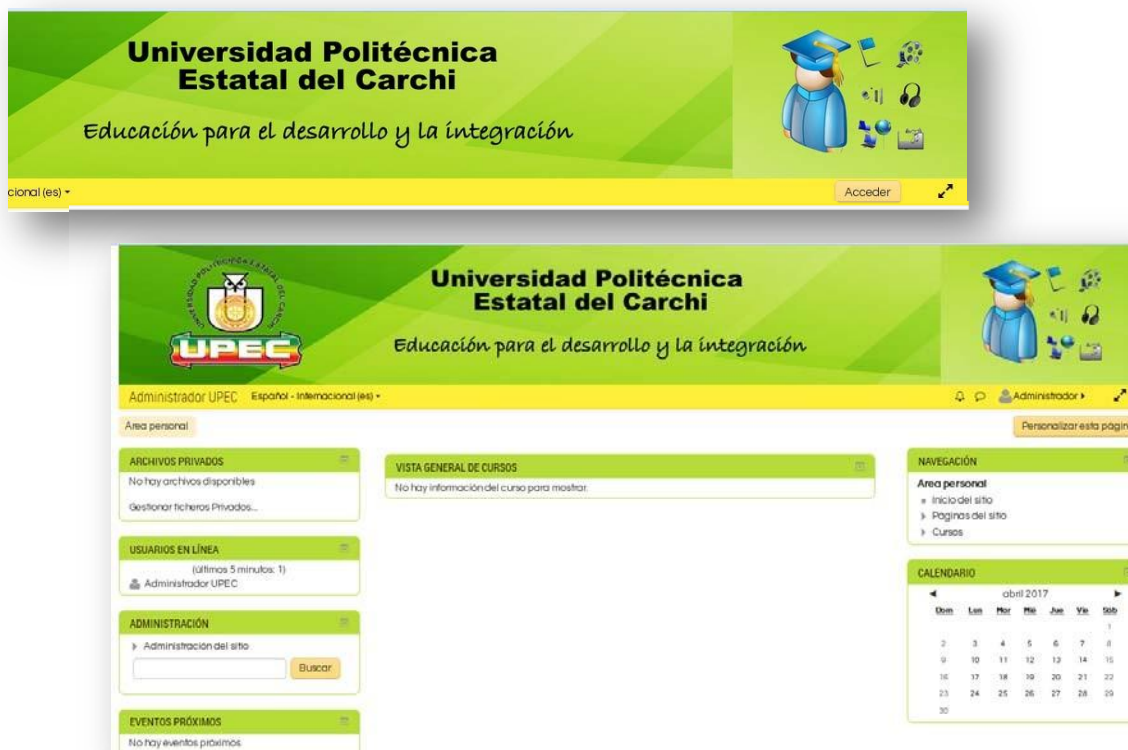 Universidad Politécnica
Estatal del Carchi
Educación para el desarrollo y la integración
cional (es)
Acceder
UNIVERSIDAD POLITÉCNICA ESTATAL DEL CARCHI
UPEC
Universidad Politécnica
Estatal del Carchi
Educación para el desarrollo y la integración
Administrador UPEC Español - Internacional (es)
Administrador
Area personal
Personalizar esta págin
ARCHIVOS PRIVADOS
No hay archivos disponibles
Gestionar ficheros Privados...
USUARIOS EN LÍNEA
(últimos 5 minutos: 1)
Administrador UPEC
ADMINISTRACIÓN
Administración del sitio
Buscar
EVENTOS PRÓXIMOS
No hay eventos próximos
VISTA GENERAL DE CURSOS
No hay información del curso para mostrar.
NAVEGACIÓN
Area personal
Inicio del sitio
Páginas del sitio
Cursos
CALENDARIO
abril 2017
Dom Lun Mar Mié Jue Vie Sáb
1
2 3 4 5 6 7 8
9 10 11 12 13 14 15
16 17 18 19 20 21 22
23 24 25 26 27 28 29
30